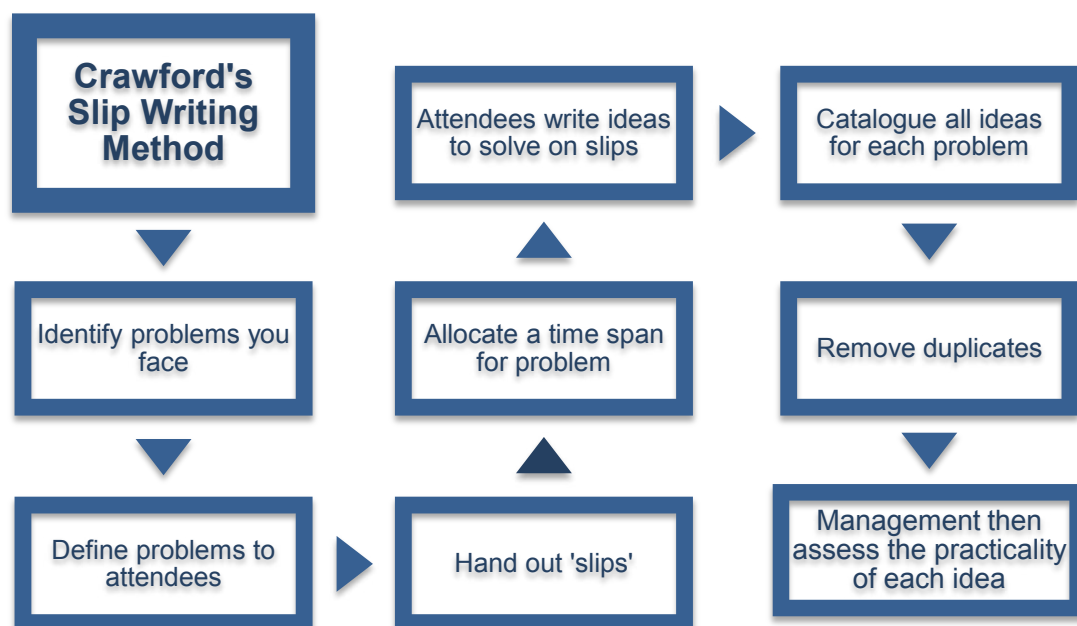 Crawford's
Slip Writing
Method
Identify problems you
face
Define problems to
attendees
Hand out 'slips'
Allocate a time span
for problem
Attendees write ideas
to solve on slips
Catalogue all ideas
for each problem
Remove duplicates
Management then
assess the practicality
of each idea